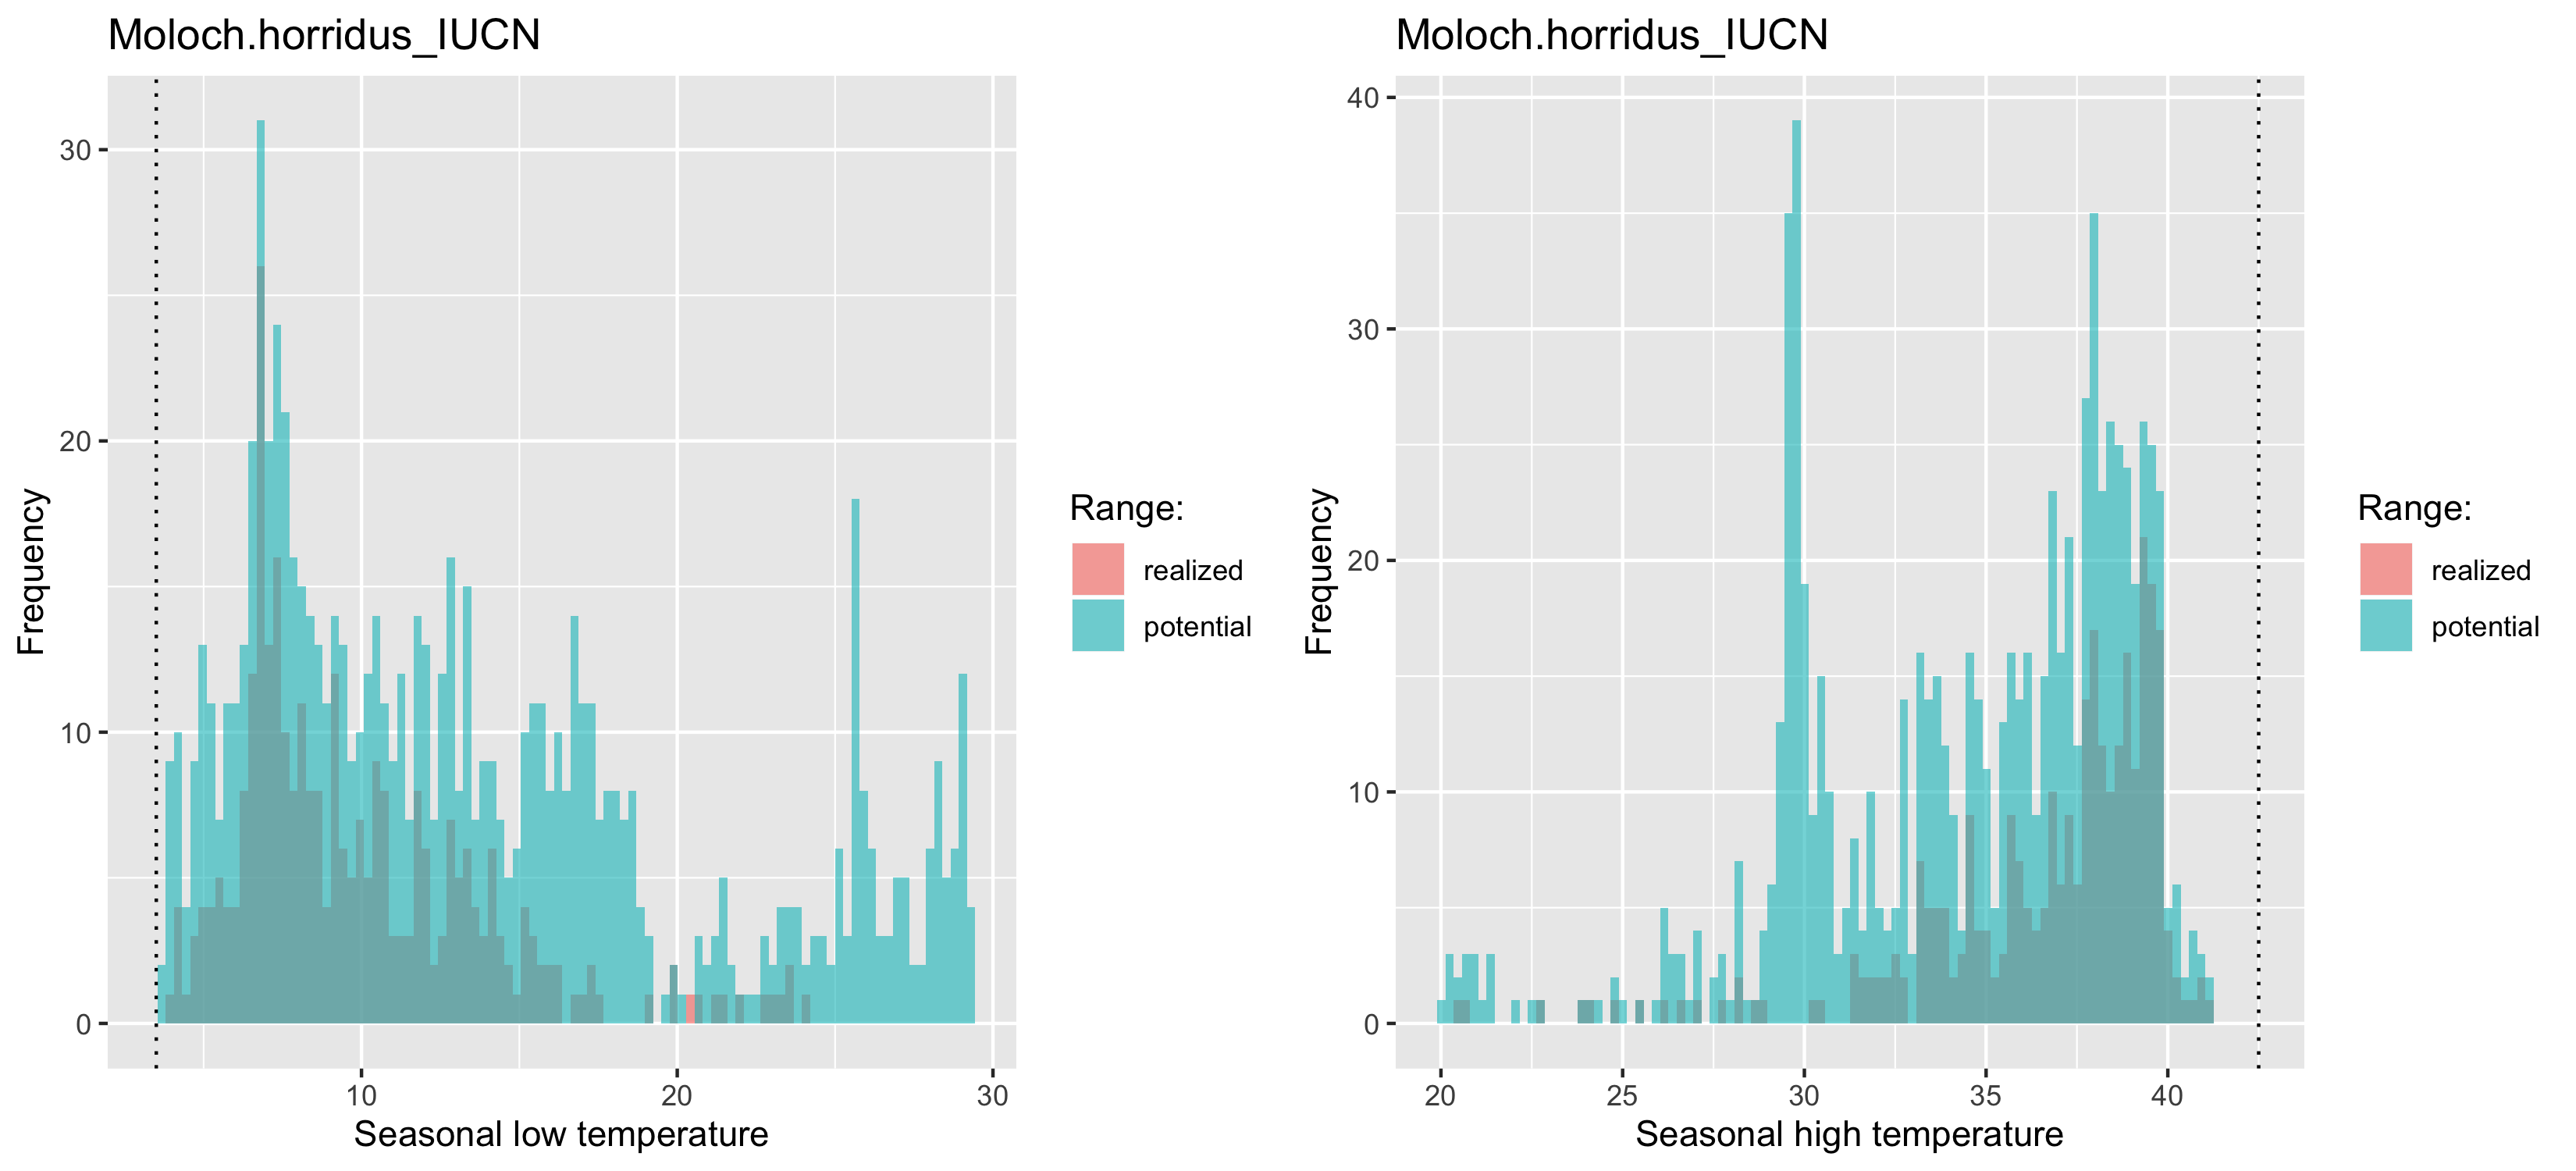 Moloch.horridus_IUCN
30
20
10
0
Frequency
10
20
30
Seasonal low temperature
Range:
realized
potential
Moloch.horridus_IUCN
40
30
20
10
0
Frequency
20
25
30
35
40
Seasonal high temperature
Range:
realized
potential